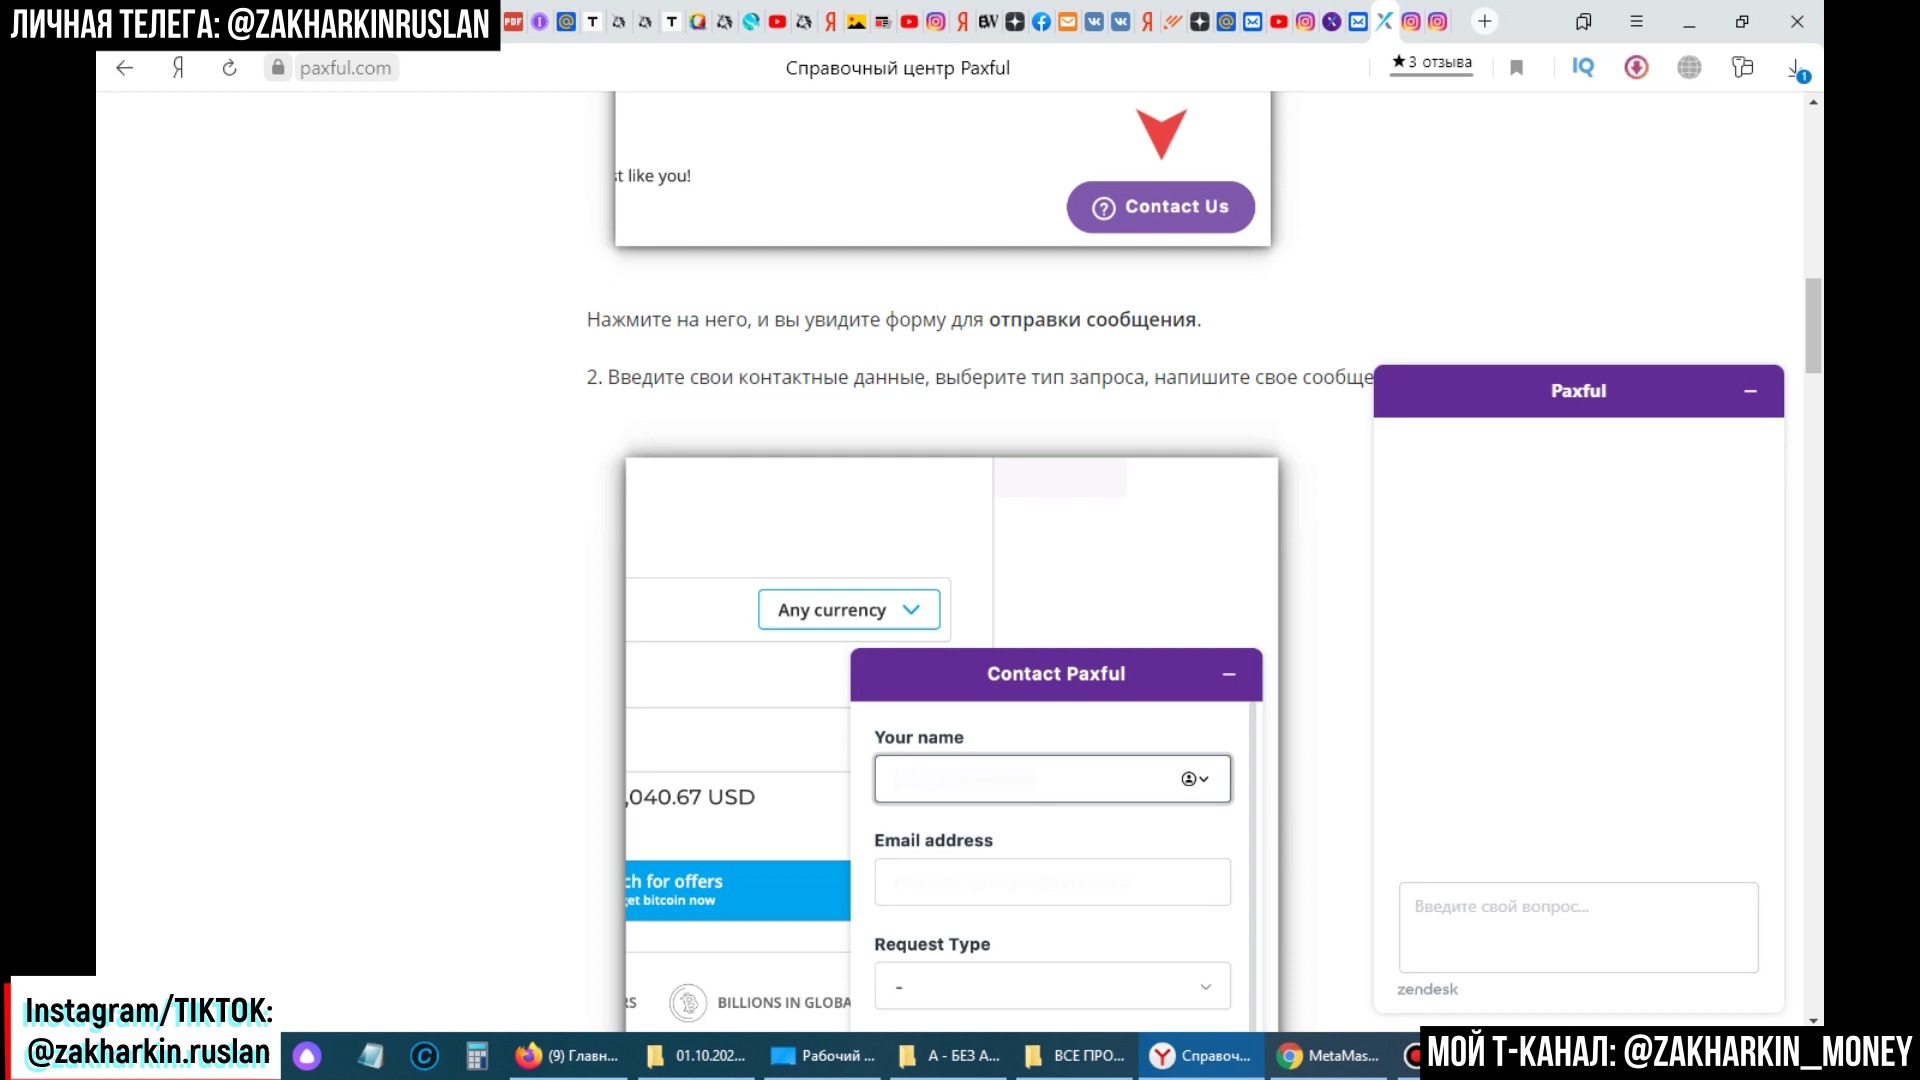 ЛИЧНАЯ ТЕЛЕГА: @ZAKHARKINRUSLAN
paxful.com
Справочный центр Paxful
★3 отзыва
IQ
1
st like you!
Contact Us
Нажмите на него, и вы увидите форму для отправки сообщения.
2. Введите свои контактные данные, выберите тип запроса, напишите свое сообще
Paxful
Any currency
Contact Paxful
Your name
,040.67 USD
Email address
ch for offers
get bitcoin now
Введите свой вопрос...
Request Type
-
zendesk
RS
BILLIONS IN GLOBA
Instagram/TIKTOK:
@zakharkin.ruslan
(9) Главн...
01.10.202...
Рабочий ...
А - БЕЗ А...
ВСЕ ПРО...
Справоч...
MetaMas...
МОЙ Т-КАНАЛ: @ZAKHARKIN_MONEY